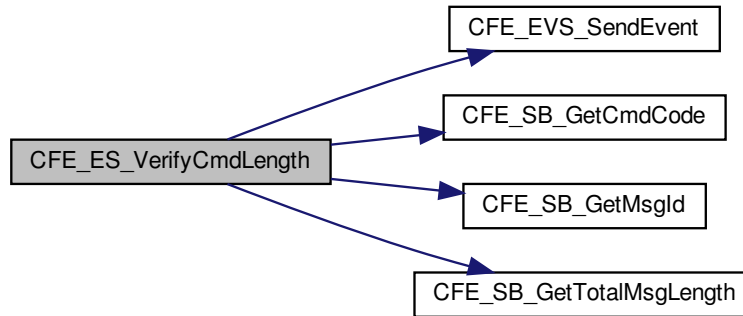 CFE_EVS_SendEvent
CFE_SB_GetCmdCode
CFE_ES_VerifyCmdLength
CFE_SB_GetMsgId
CFE_SB_GetTotalMsgLength